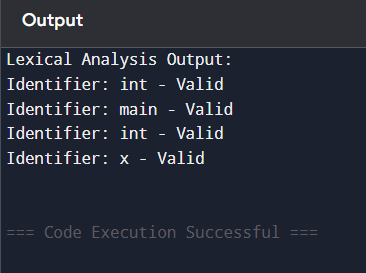 Output
Lexical Analysis Output:
Identifier: int - Valid
Identifier: main - Valid
Identifier: int - Valid
Identifier: x - Valid
=== Code Execution Successful ===